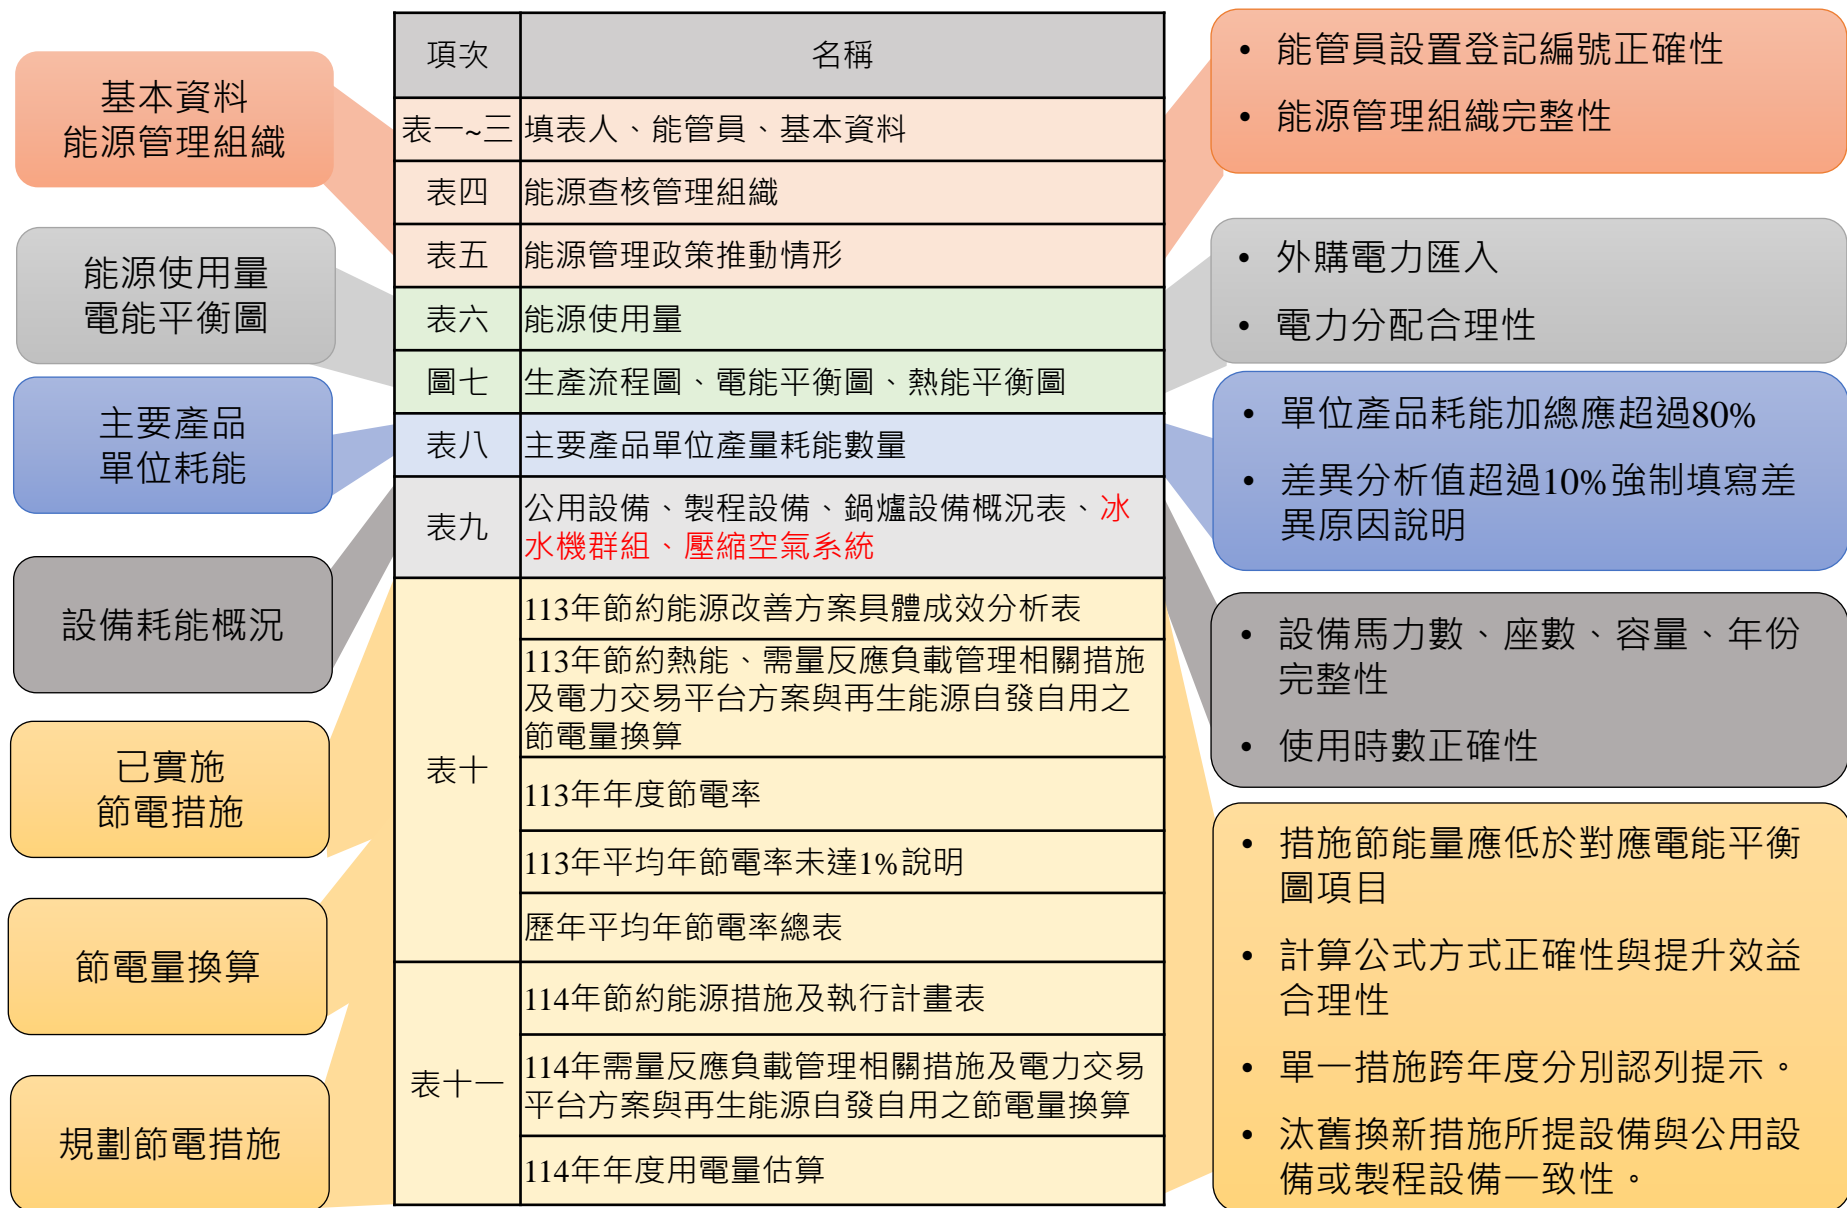 基本資料
能源管理組織
能源使用量
電能平衡圖
主要產品
單位耗能
設備耗能概況
已實施
節電措施
節電量換算
規劃節電措施
項次 名稱
表一~三 填表人、能管員、基本資料
表四 能源查核管理組織
表五 能源管理政策推動情形
表六 能源使用量
圖七 生產流程圖、電能平衡圖、熱能平衡圖
表八 主要產品單位產量耗能數量
表九 公用設備、製程設備、鍋爐設備概況表、冰
水機群組、壓縮空氣系統
表十
113年節約能源改善方案具體成效分析表
113年節約熱能、需量反應負載管理相關措施
及電力交易平台方案與再生能源自發自用之
節電量換算
113年年度節電率
113年平均年節電率未達1%說明
歷年平均年節電率總表
表十一
114年節約能源措施及執行計畫表
114年需量反應負載管理相關措施及電力交易
平台方案與再生能源自發自用之節電量換算
114年年度用電量估算
• 能管員設置登記編號正確性
• 能源管理組織完整性
• 外購電力匯入
• 電力分配合理性
• 單位產品耗能加總應超過80%
• 差異分析值超過10%強制填寫差
異原因說明
• 設備馬力數、座數、容量、年份
完整性
• 使用時數正確性
• 措施節能量應低於對應電能平衡
圖項目
• 計算公式方式正確性與提升效益
合理性
• 單一措施跨年度分別認列提示。
• 汰舊換新措施所提設備與公用設
備或製程設備一致性。